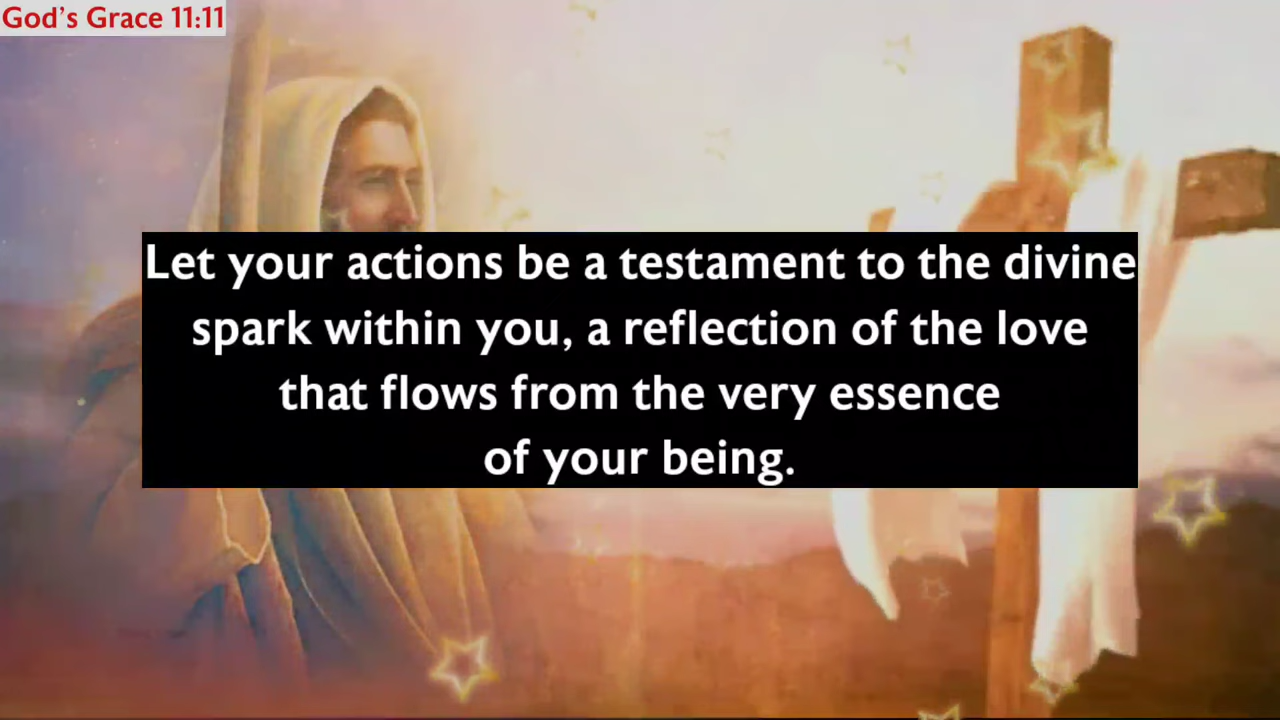 God’s Grace 11:11
Let your actions be a testament to the divine
spark within you, a reflection of the love
that flows from the very essence
of your being.